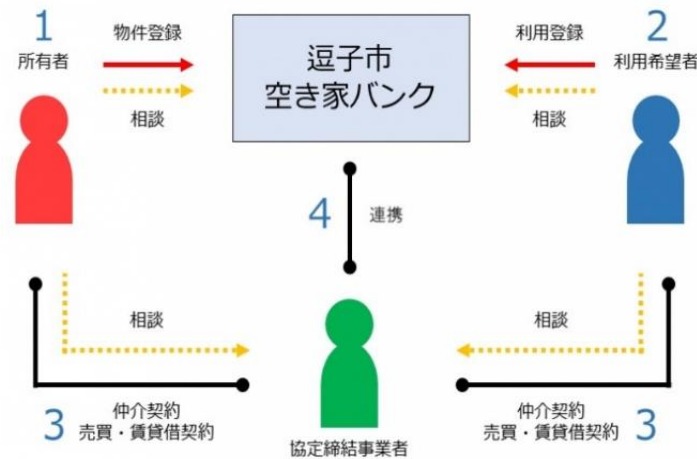 1
所有者
物件登録
相談
逗子市
空き家バンク
利用登録
相談
2
利用希望者
4
連携
相談
相談
3
仲介契約
売買・賃貸借契約
仲介契約
売買・賃貸借契約
3
協定締結事業者